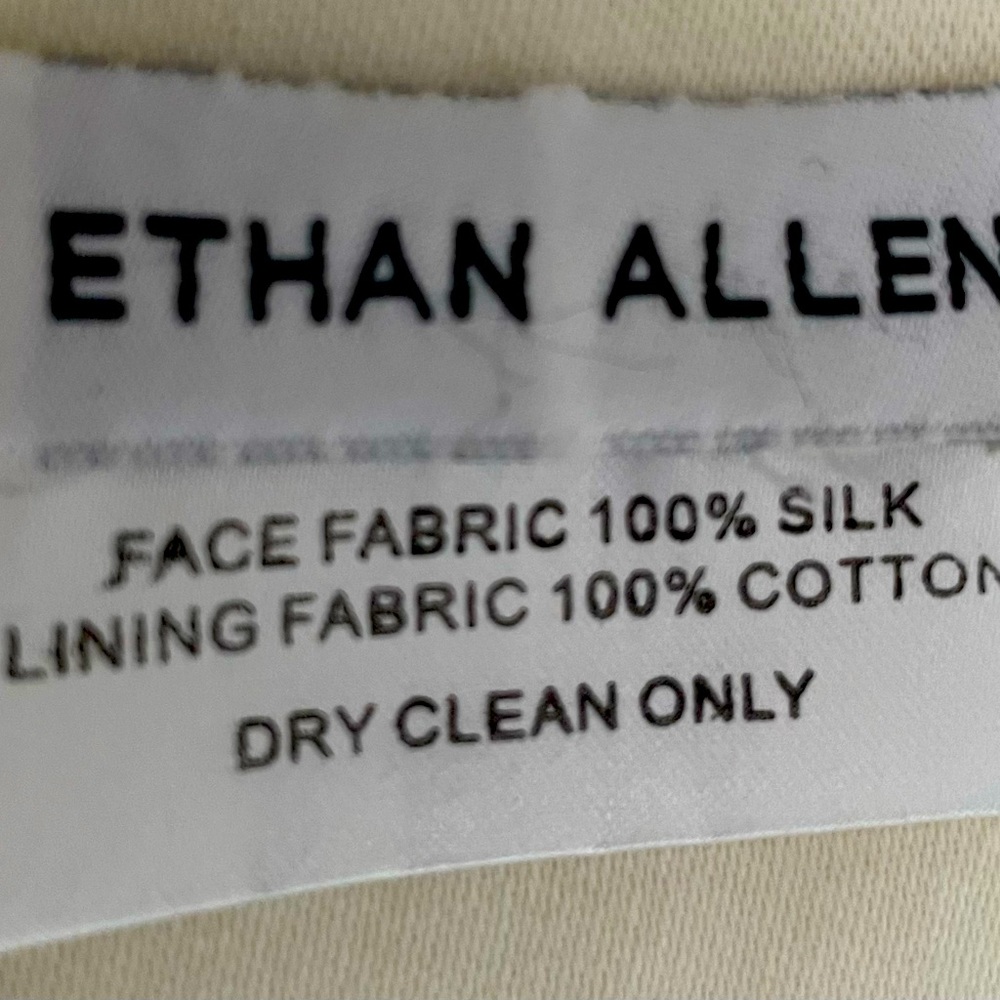 ETHAN ALLEN
FACE FABRIC 100% SILK
LINING FABRIC 100% COTTON
DRY CLEAN ONLY